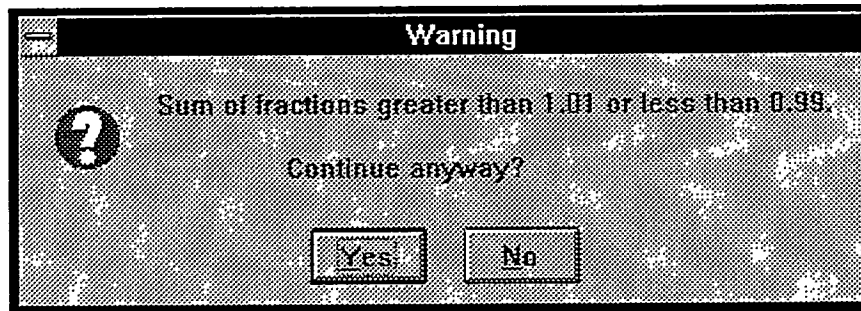 Warning
Sum of fractions greater than 1.01 or less than 0.99.
Continue anyway?
Yes No